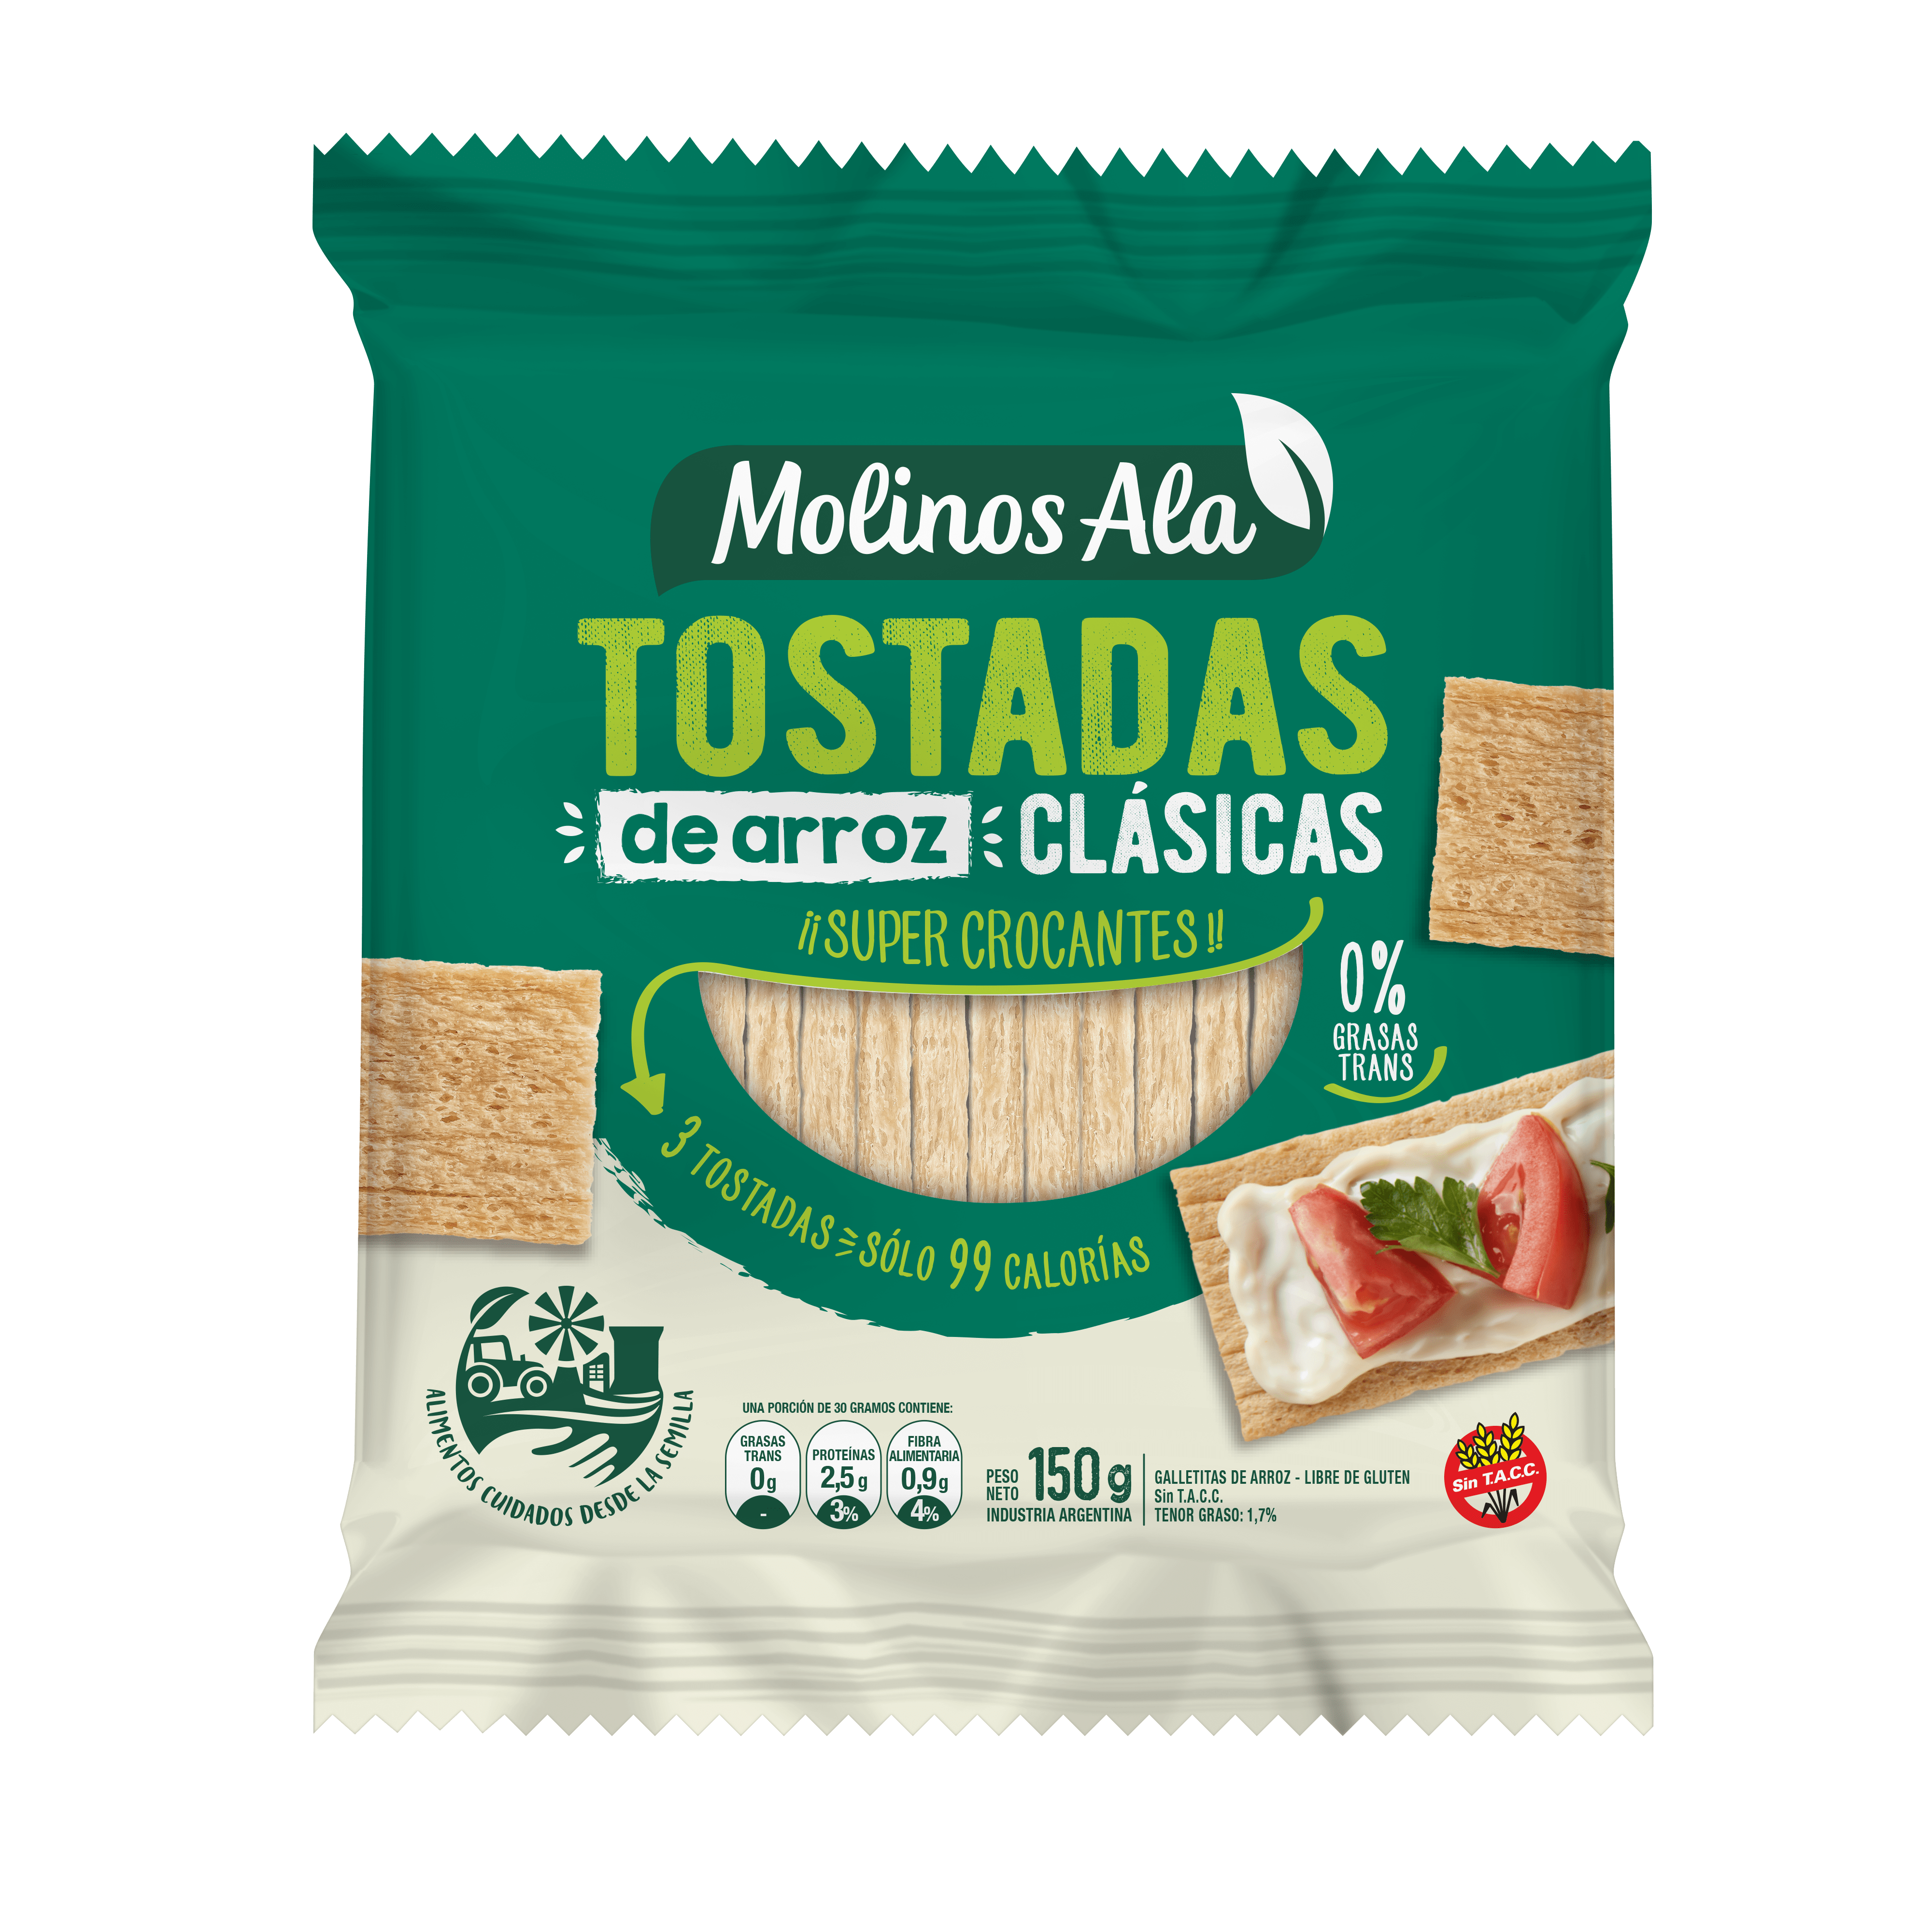 Molinos Ala
TOSTADAS
de arroz CLÁSICAS
¡¡SUPER CROCANTES!!
0%
GRASAS
TRANS
3 TOSTADAS = SÓLO 99 CALORÍAS
ALIMENTOS CUIDADOS DESDE LA SEMILLA
UNA PORCIÓN DE 30 GRAMOS CONTIENE:
GRASAS
TRANS
0g
-
PROTEÍNAS
2,5 g
3%
FIBRA
ALIMENTARIA
0,9g
4%
PESO
NETO
150 g
INDUSTRIA ARGENTINA
GALLETITAS DE ARROZ - LIBRE DE GLUTEN
Sin T.A.C.C.
TENOR GRASO: 1,7%
Sin T.A.C.C.